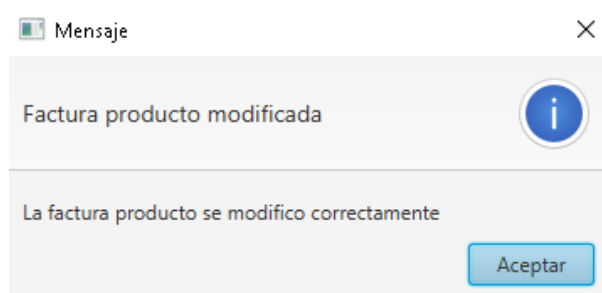 Mensaje
Factura producto modificada
La factura producto se modifico correctamente
Aceptar